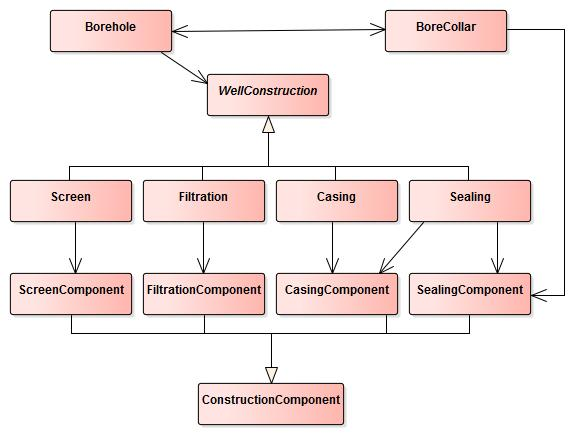 Borehole
BoreCollar
WellConstruction
Screen
Filtration
Casing
Sealing
ScreenComponent
FiltrationComponent
CasingComponent
SealingComponent
ConstructionComponent